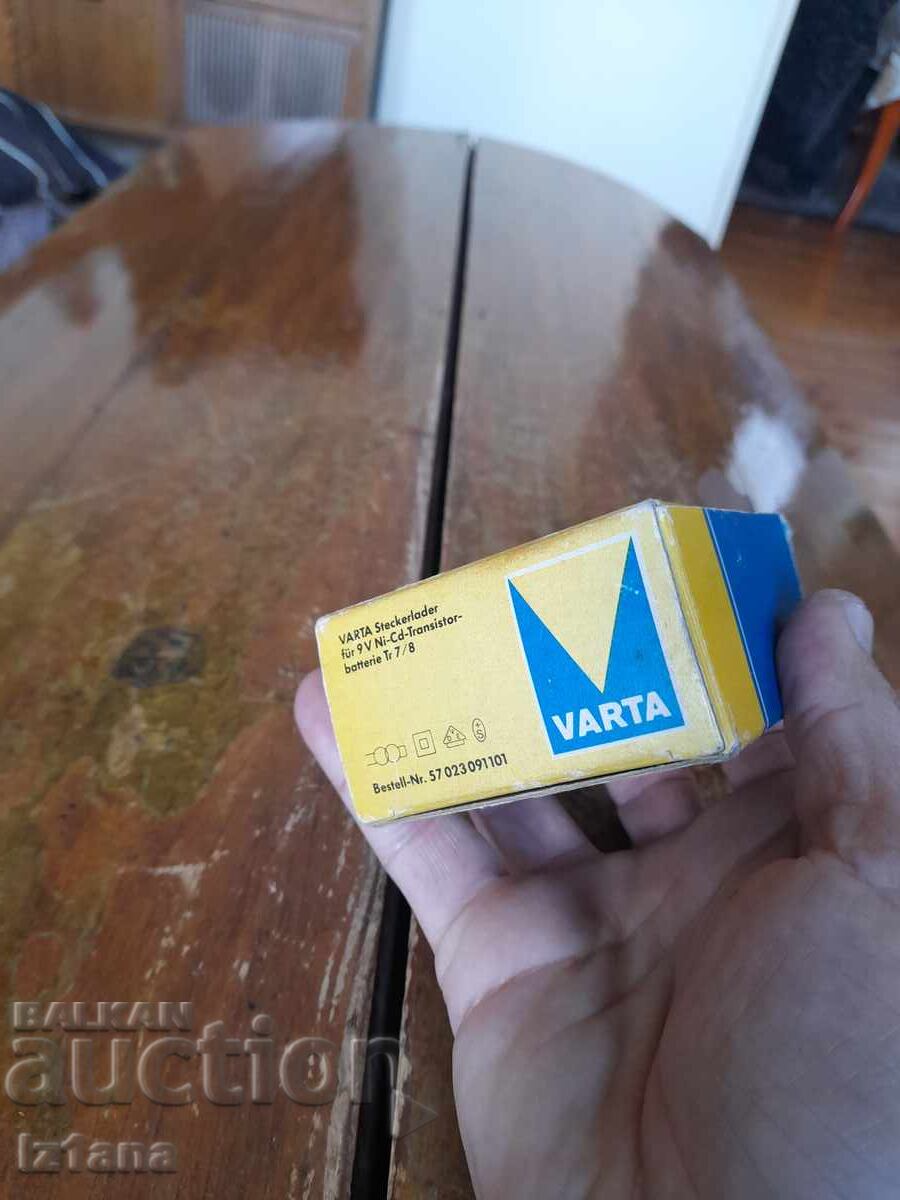 VARTA Steckerlader
für 9 V Ni-Cd-Transistor-
batterie Tr 7/8
VARTA
Bestell-Nr. 57 023 091 101
BALKAN
auction
iz1tana